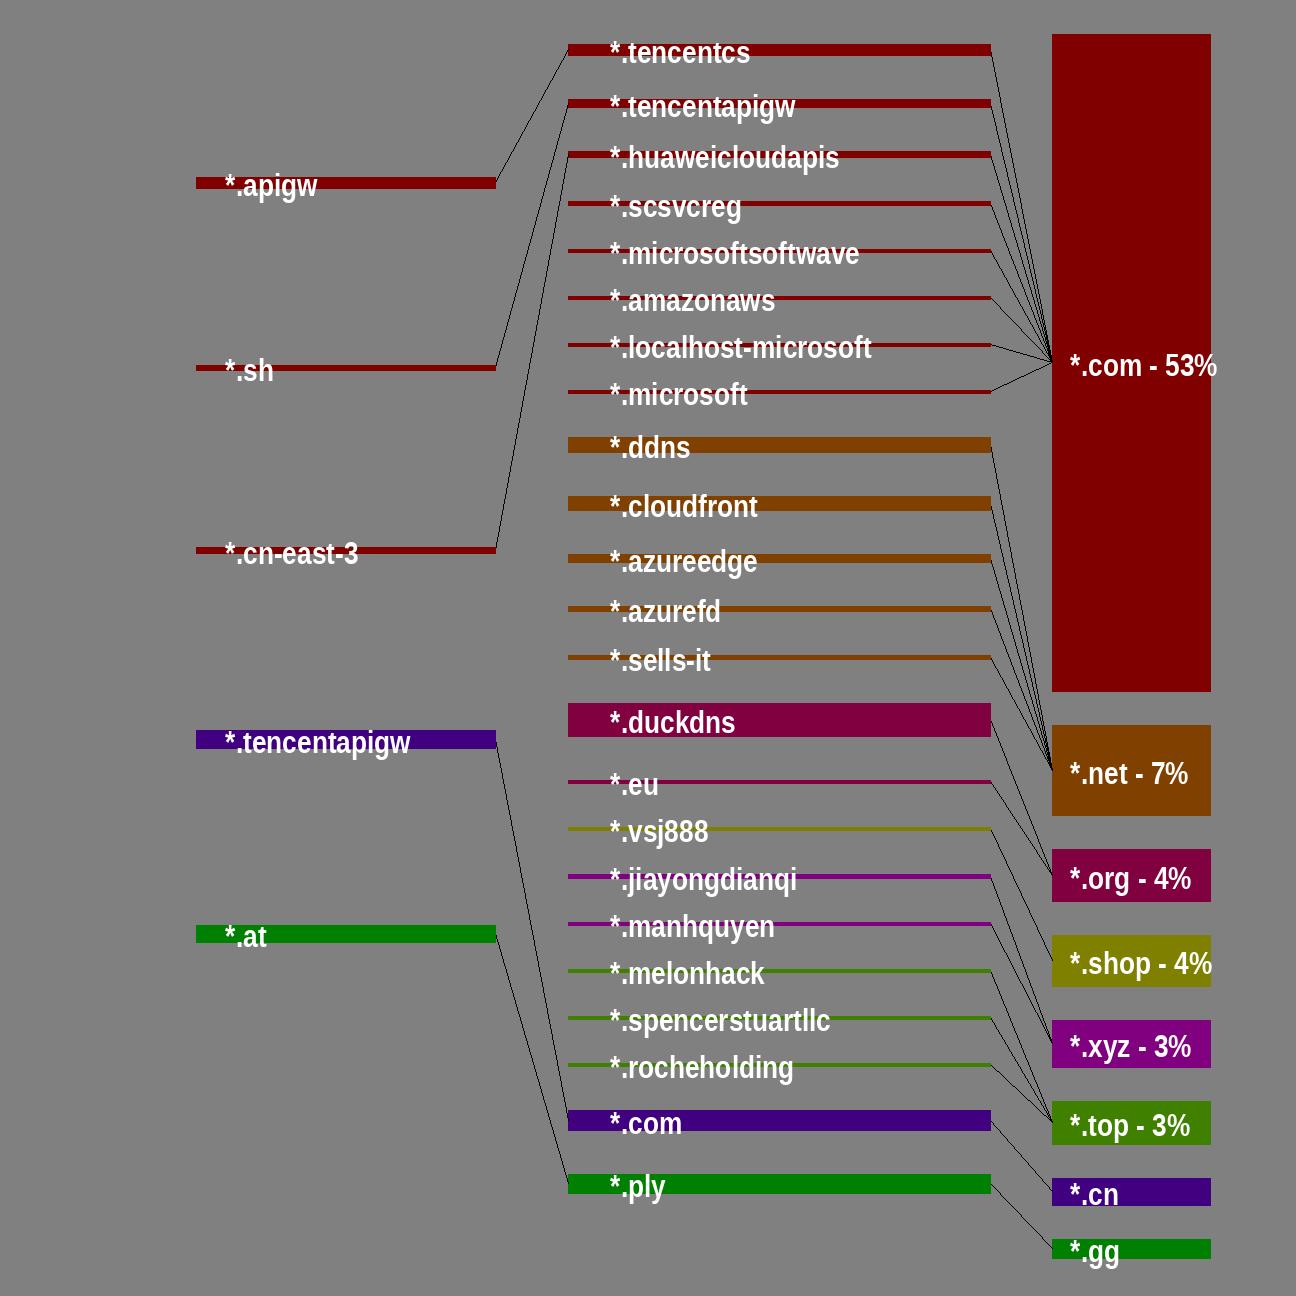 *.apigw
*.sh
*.cn-east-3
*.tencentapigw
*.at
*.tencentcs
*.tencentapigw
*.huaweicloudapis
*.scsvcreg
*.microsoftsoftwave
*.amazonaws
*.localhost-microsoft
*.microsoft
*.ddns
*.cloudfront
*.azureedge
*.azurefd
*.sells-it
*.duckdns
*.eu
*.vsj888
*.jiayongdianqi
*.manhquyen
*.melonhack
*.spencerstuartllc
*.rocheholding
*.com
*.ply
*.com - 53%
*.net - 7%
*.org - 4%
*.shop - 4%
*.xyz - 3%
*.top - 3%
*.cn
*.gg